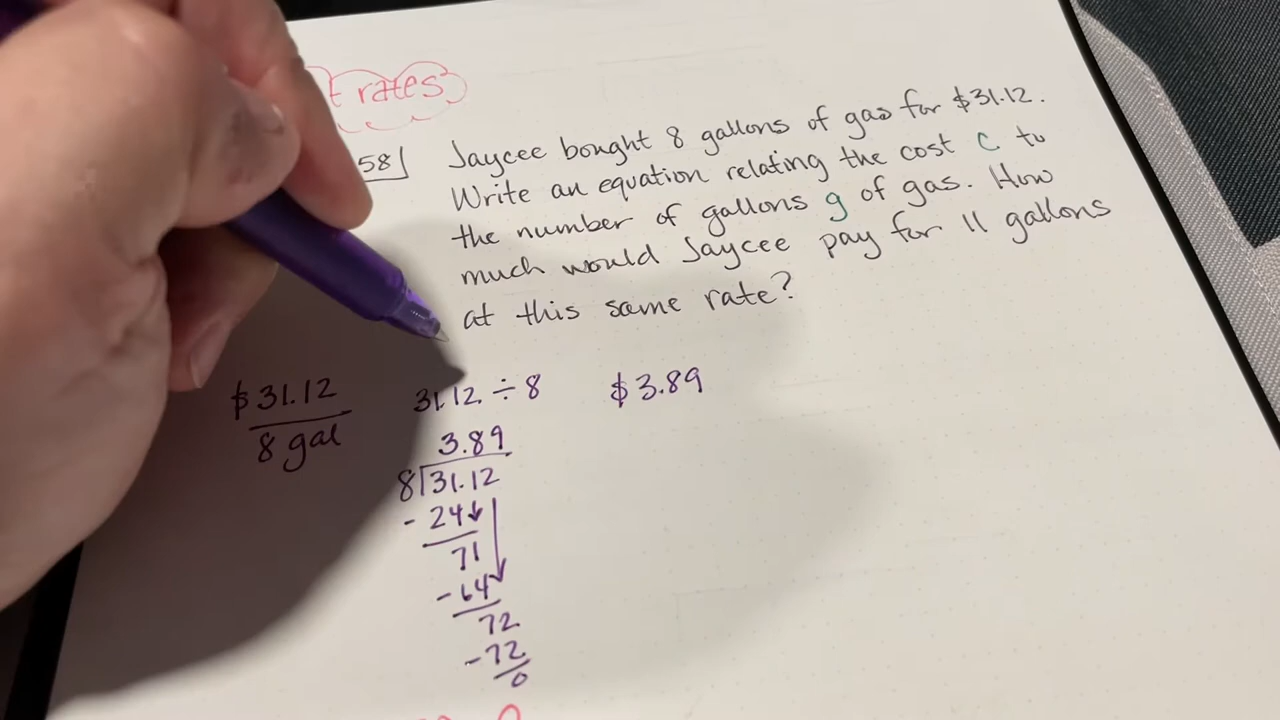 rates
58
Jaycee bought 8 gallons of gas for $31.12.
Write an equation relating the cost c to
the number of gallons g of gas. How
much would Jaycee pay for 11 gallons
at this same rate?
$31.12
8 gal
31.12 ÷ 8
$3.89
3.89
8 31.12
- 24
71
- 64
72
- 72
0